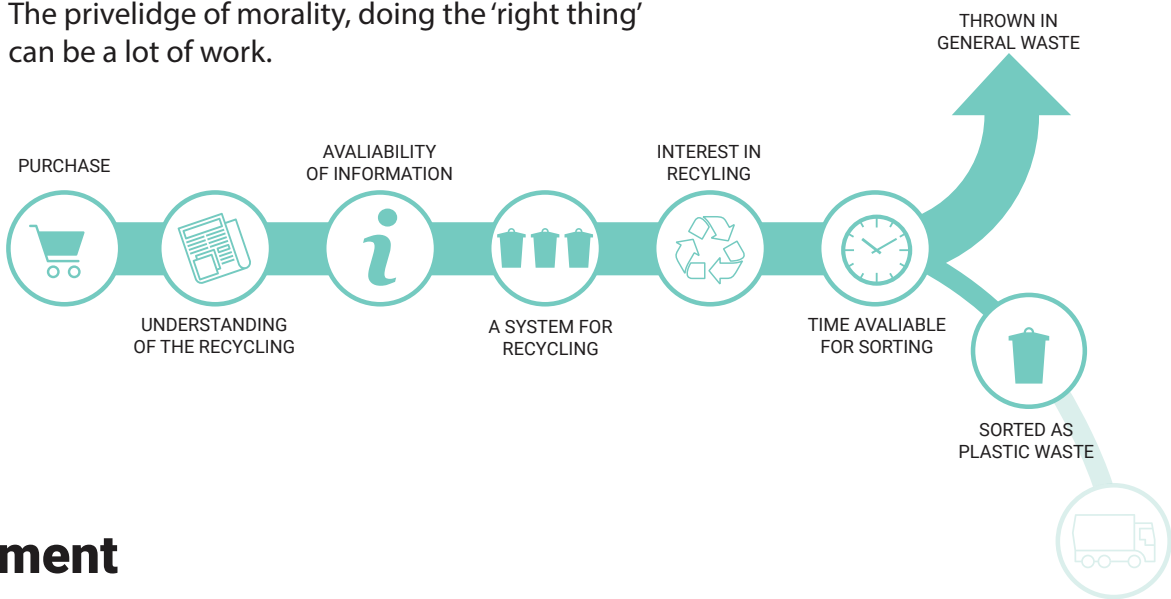 The privelidge of morality, doing the ‘right thing’
can be a lot of work.
THROWN IN
GENERAL WASTE
PURCHASE
AVALIABILITY
OF INFORMATION
INTEREST IN
RECYLING
UNDERSTANDING
OF THE RECYCLING
A SYSTEM FOR
RECYCLING
TIME AVALIABLE
FOR SORTING
SORTED AS
PLASTIC WASTE
ment